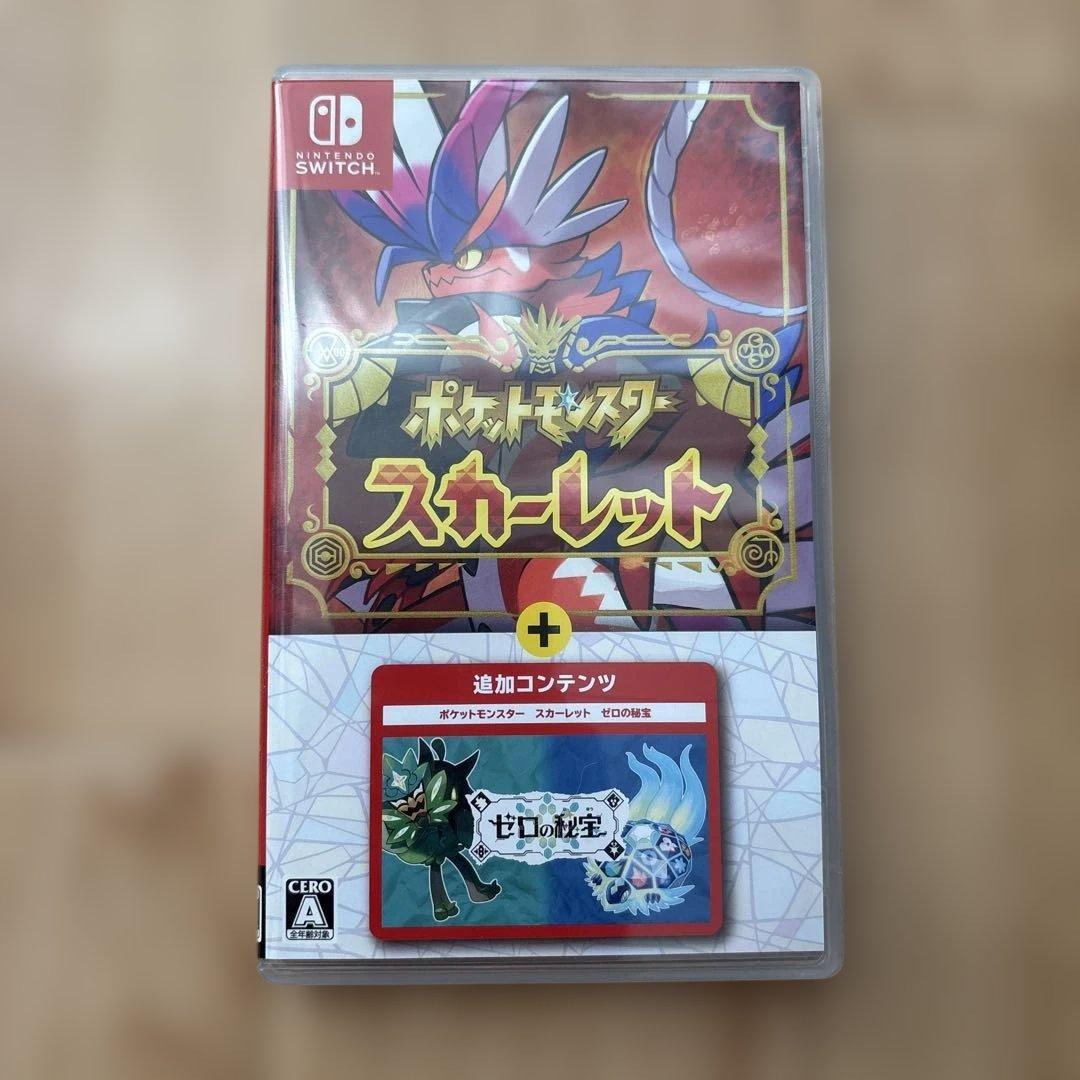 NINTENDO
SWITCH
ポケットモンスター
スカーレット
+
追加コンテンツ
ポケットモンスター スカーレット ゼロの秘宝
ゼロの秘宝
CERO
A
全年齢対象